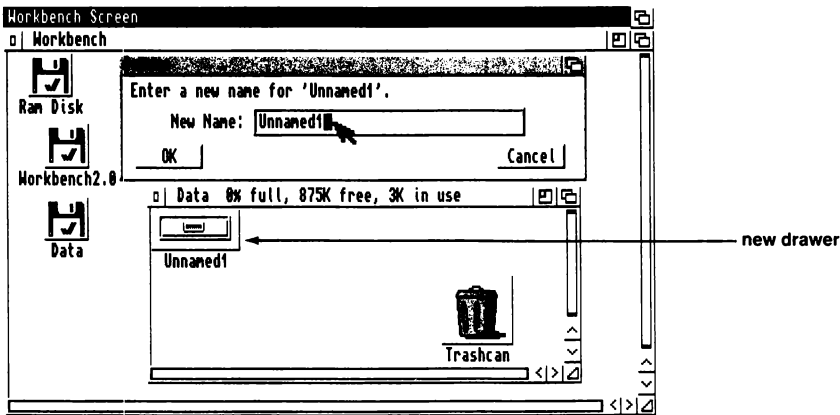 Workbench Screen
Workbench
Ram Disk
Workbench2.0
Data
Enter a new name for 'Unnamed1'.
New Name: Unnamed1
OK
Cancel
Data 0% full, 875K free, 3K in use
Unnamed1
new drawer
Trashcan